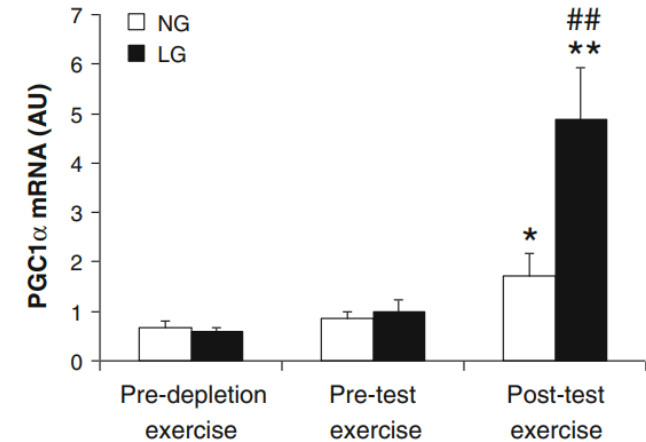 7
NG
##
LG
**
6
5
4
PGC1α mRNA (AU)
3
*
2
1
0
Pre-depletion exercise
Pre-test exercise
Post-test exercise